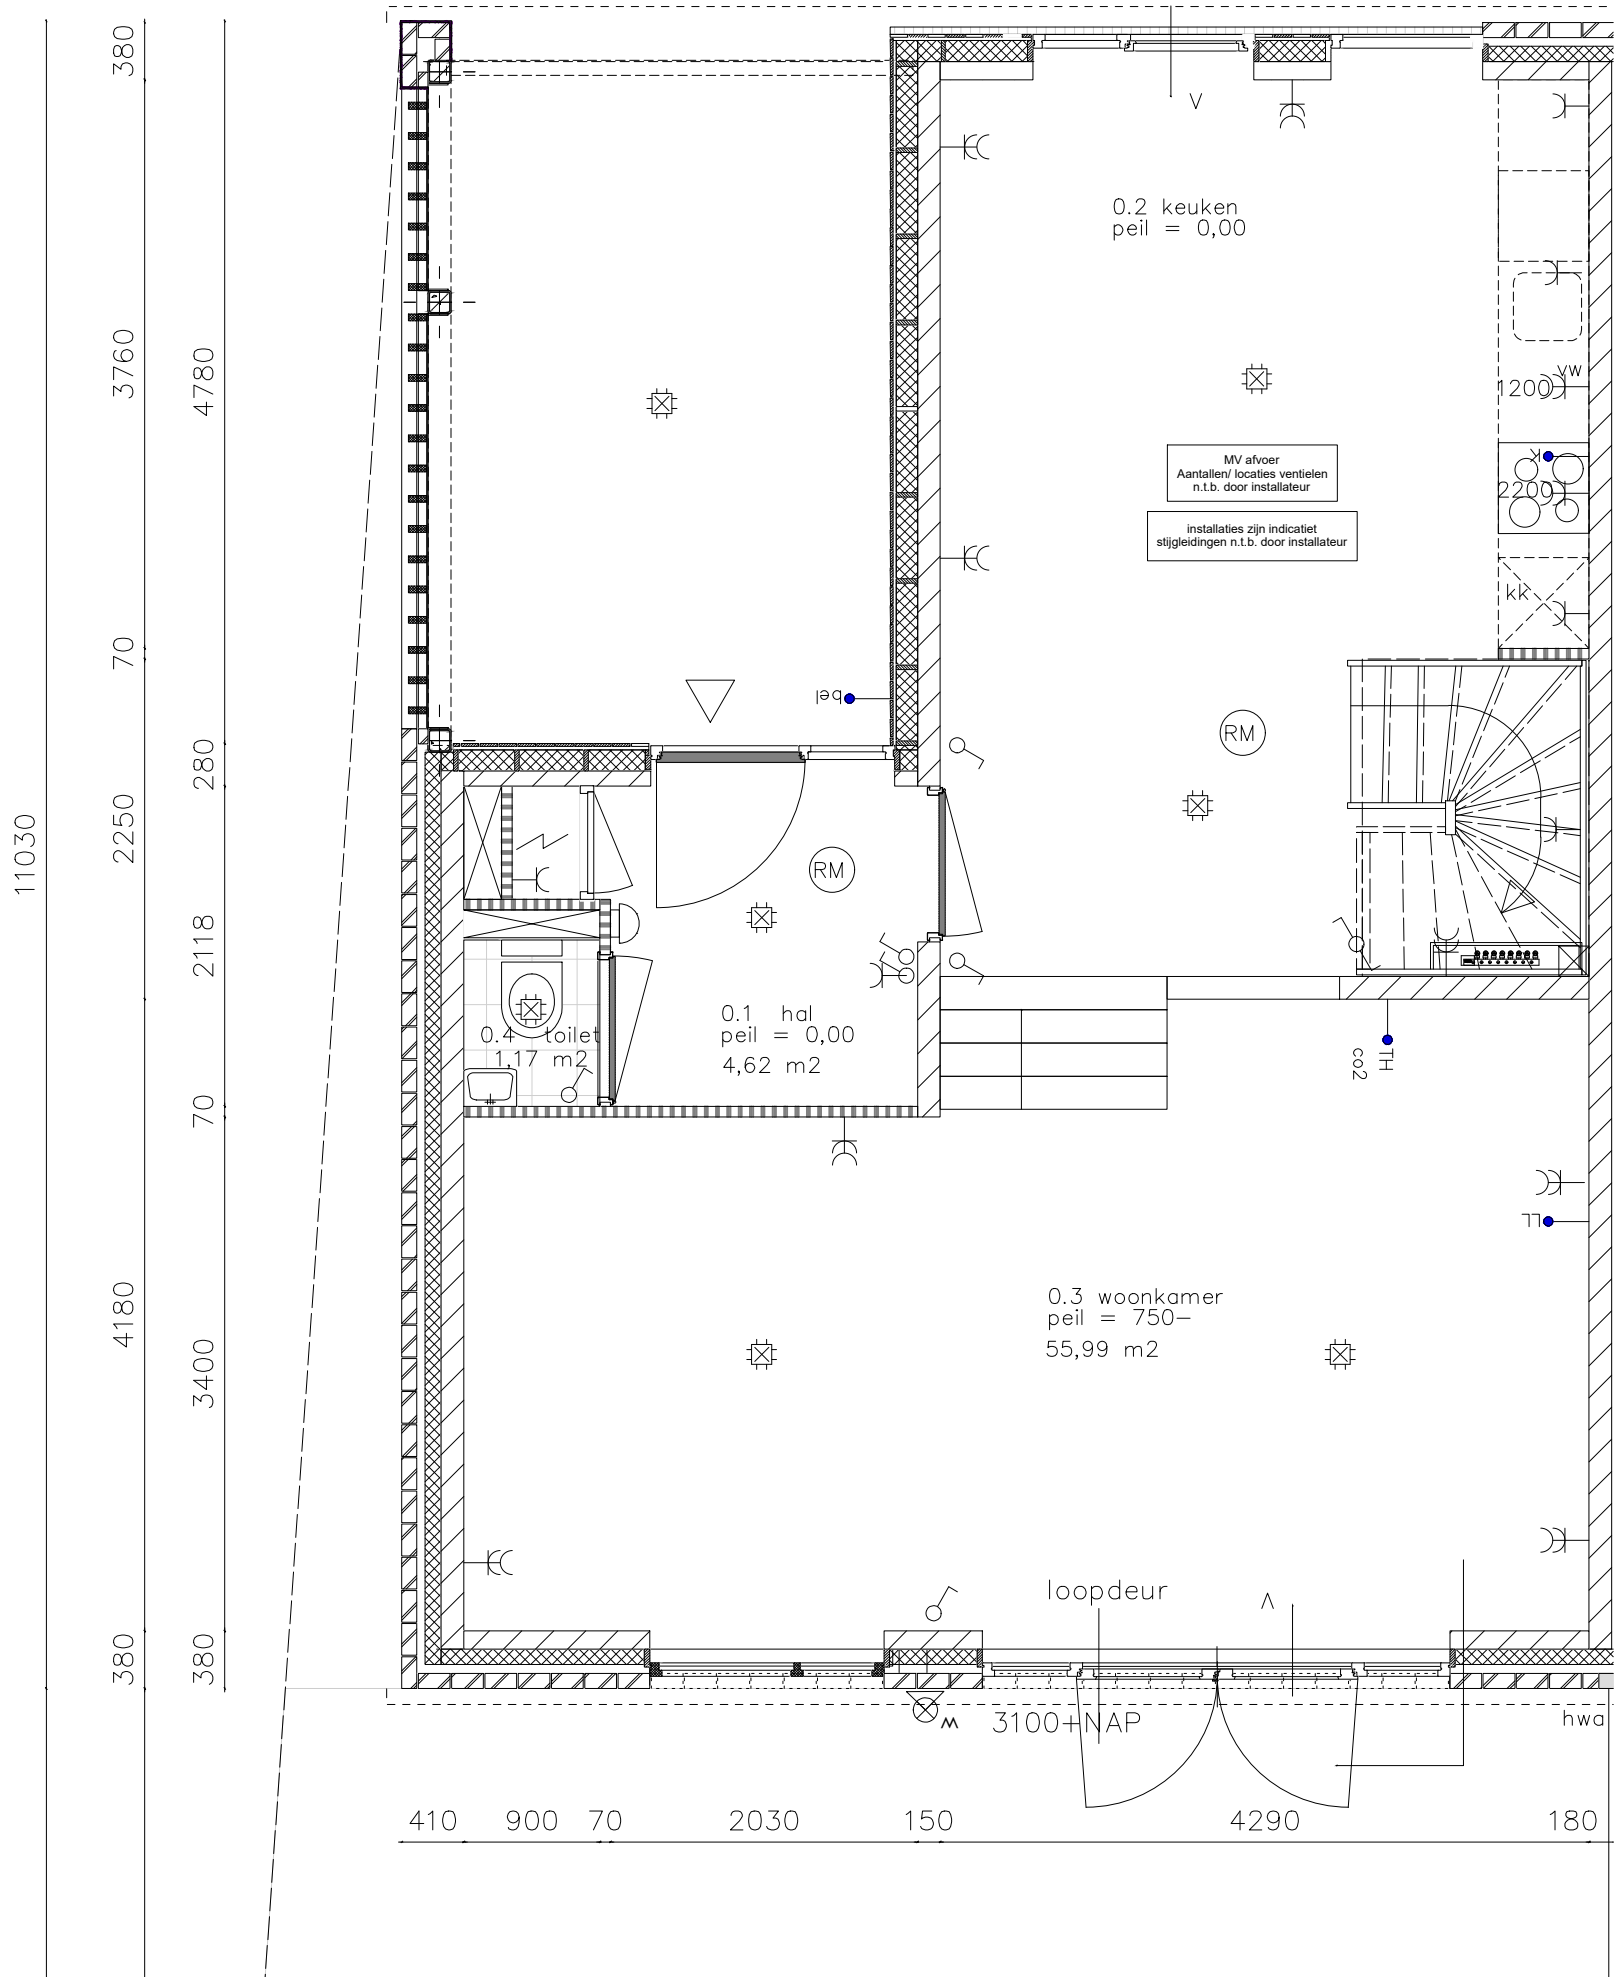 380
3760
4780
70
280
2250
11030
2118
70
4180
3400
380
380
V
0.2 keuken
peil = 0,00
vw
1200
MV afvoer
Aantallen/ locaties ventielen
n.t.b. door installateur
K
2200
installaties zijn indicatiet
stijgleidingen n.t.b. door installateur
kk
bel
RM
RM
0.1 hal
peil = 0,00
4,62 m2
0.4 toilet
1,17 m2
TH
co2
LL
0.3 woonkamer
peil = 750-
55,99 m2
loopdeur
V
W
3100+NAP
hwa
410 900 70 2030 150 4290 180